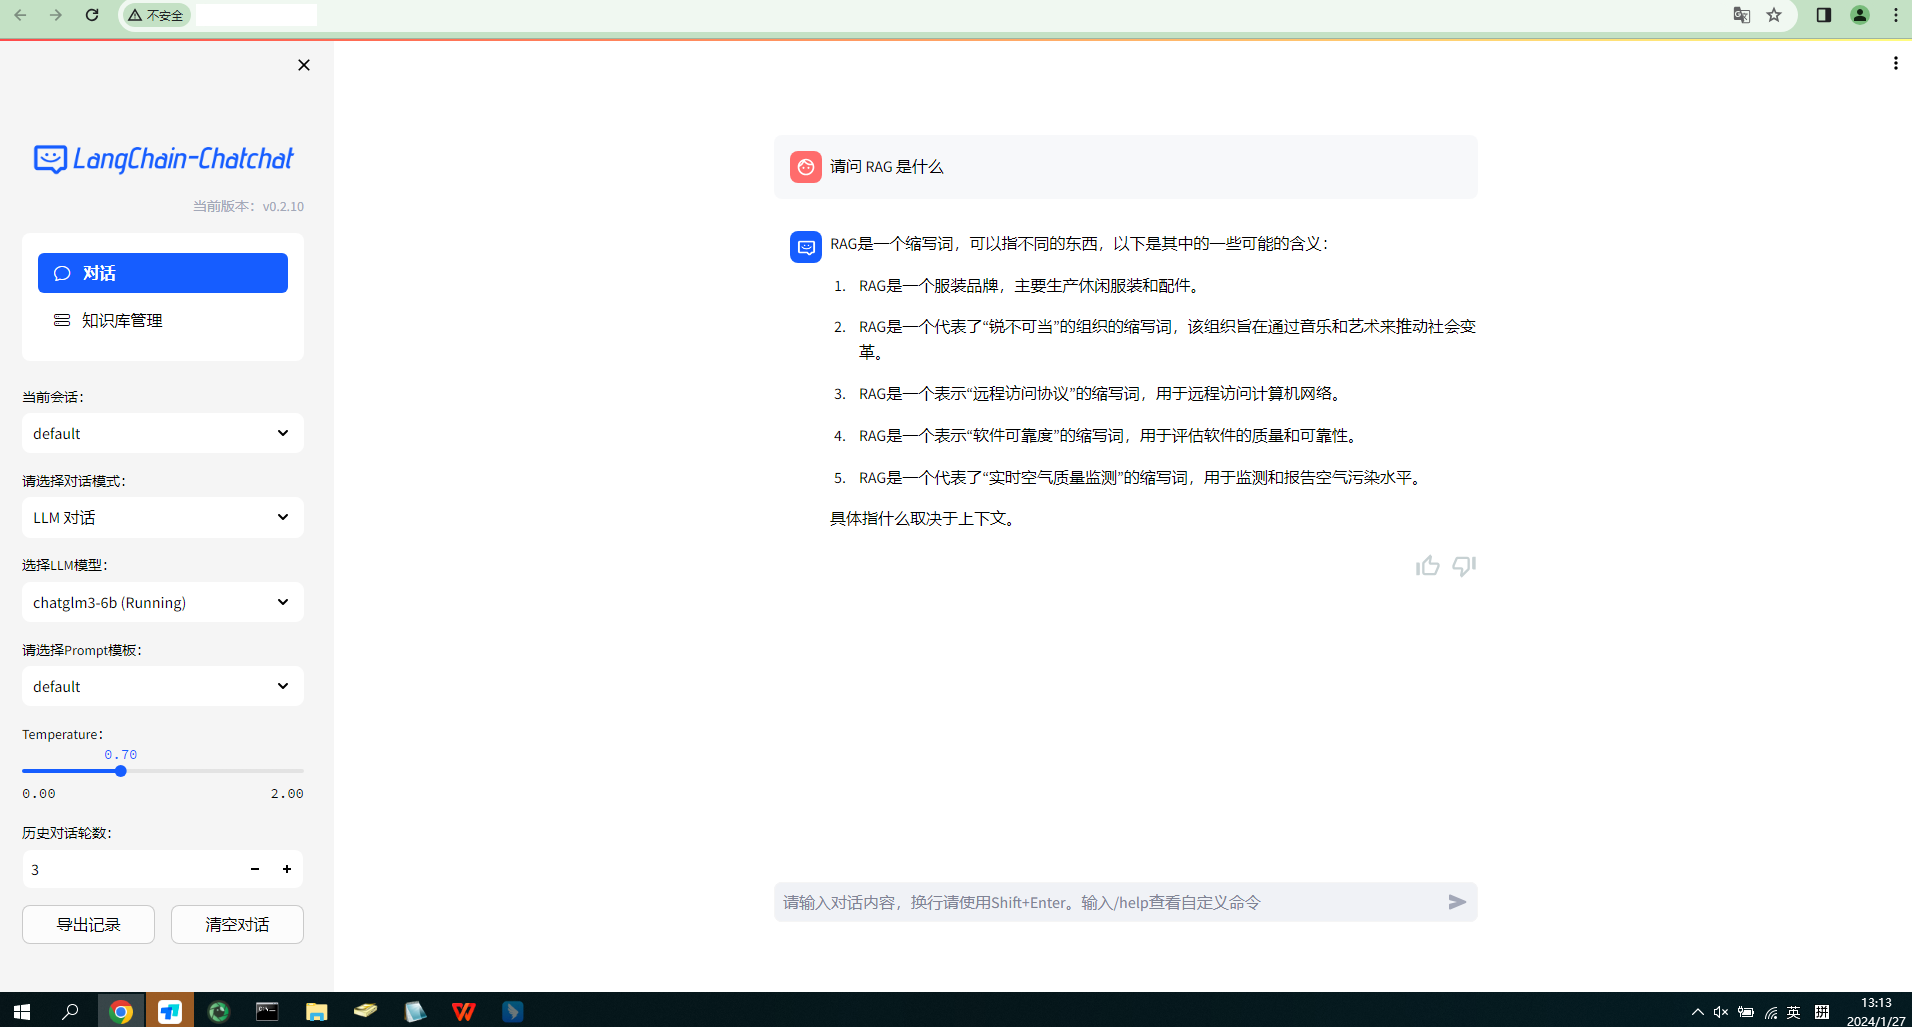 不安全
LangChain-Chatchat
当前版本：v0.2.10
对话
知识库管理
当前会话：
default
请选择对话模式：
LLM 对话
选择LLM模型：
chatglm3-6b (Running)
请选择Prompt模板：
default
Temperature：
0.70
0.00
2.00
历史对话轮数：
3
导出记录
清空对话
请问 RAG 是什么
RAG是一个缩写词，可以指不同的东西，以下是其中的一些可能的含义：
1. RAG是一个服装品牌，主要生产休闲服装和配件。
2. RAG是一个代表了“锐不可当”的组织的缩写词，该组织旨在通过音乐和艺术来推动社会变
革。
3. RAG是一个表示“远程访问协议”的缩写词，用于远程访问计算机网络。
4. RAG是一个表示“软件可靠度”的缩写词，用于评估软件的质量和可靠性。
5. RAG是一个代表了“实时空气质量监测”的缩写词，用于监测和报告空气污染水平。
具体指什么取决于上下文。
请输入对话内容，换行请使用Shift+Enter。输入/help查看自定义命令
英
拼
13:13
2024/1/27